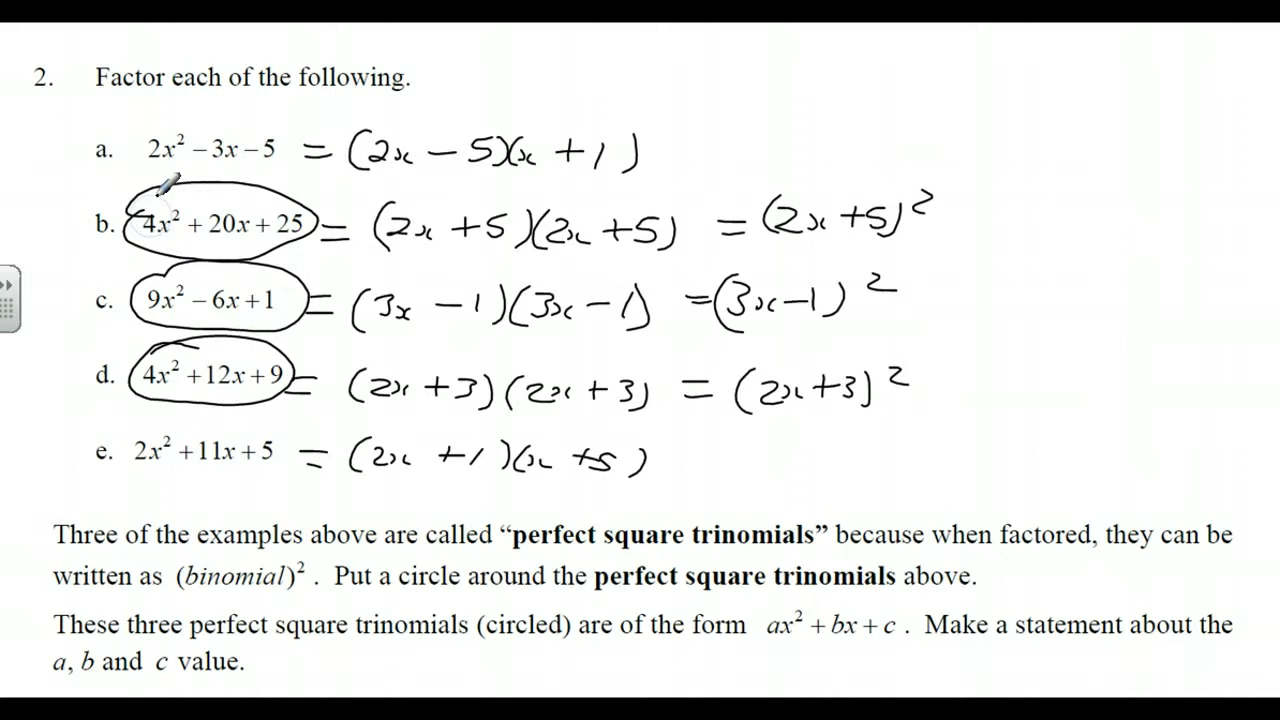 2. Factor each of the following.
a. 2x² − 3x − 5 = (2x − 5)(x + 1)
b. 4x² + 20x + 25 = (2x + 5)(2x + 5) = (2x + 5)²
c. 9x² − 6x + 1 = (3x − 1)(3x − 1) = (3x − 1)²
d. 4x² + 12x + 9 = (2x + 3)(2x + 3) = (2x + 3)²
e. 2x² + 11x + 5 = (2x + 1)(x + 5)
Three of the examples above are called “perfect square trinomials” because when factored, they can be
written as (binomial)². Put a circle around the perfect square trinomials above.
These three perfect square trinomials (circled) are of the form ax² + bx + c. Make a statement about the
a, b and c value.